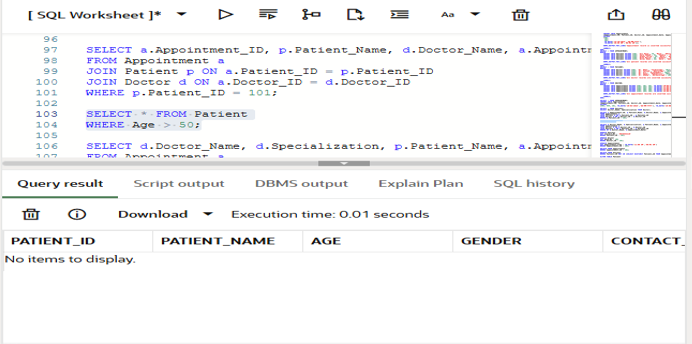 [ SQL Worksheet ]*
Aa
96
97 SELECT a.Appointment_ID, p.Patient_Name, d.Doctor_Name, a.Appoint
98 FROM Appointment a
99 JOIN Patient p ON a.Patient_ID = p.Patient_ID
100 JOIN Doctor d ON a.Doctor_ID = d.Doctor_ID
101 WHERE p.Patient_ID = 101;
102
103 SELECT * FROM Patient
104 WHERE Age > 50;
105
106 SELECT d.Doctor_Name, d.Specialization, p.Patient_Name, a.Appoint
107 FROM Appointment a
Query result Script output DBMS output Explain Plan SQL history
Download Execution time: 0.01 seconds
PATIENT_ID PATIENT_NAME AGE GENDER CONTACT_
No items to display.